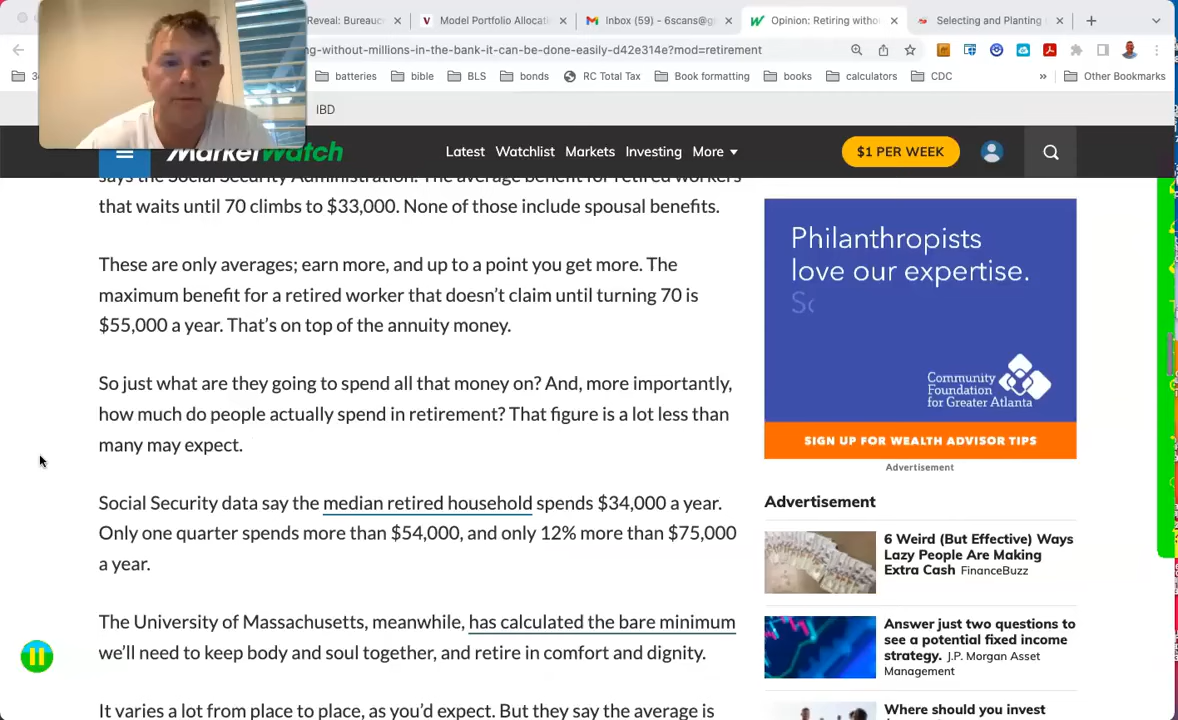 Reveal: Bureauc
Model Portfolio Allocati
Inbox (59) - 6scans@g
Opinion: Retiring witho
Selecting and Planting
ng-without-millions-in-the-bank-it-can-be-done-easily-d42e314e?mod=retirement
batteries
bible
BLS
bonds
RC Total Tax
Book formatting
books
calculators
CDC
»
Other Bookmarks
IBD
MarketWatch
Latest
Watchlist
Markets
Investing
More
$1 PER WEEK
says the Social Security Administration. The average benefit for retired workers
that waits until 70 climbs to $33,000. None of those include spousal benefits.
These are only averages; earn more, and up to a point you get more. The
maximum benefit for a retired worker that doesn’t claim until turning 70 is
$55,000 a year. That’s on top of the annuity money.
So just what are they going to spend all that money on? And, more importantly,
how much do people actually spend in retirement? That figure is a lot less than
many may expect.
Social Security data say the median retired household spends $34,000 a year.
Only one quarter spends more than $54,000, and only 12% more than $75,000
a year.
The University of Massachusetts, meanwhile, has calculated the bare minimum
we’ll need to keep body and soul together, and retire in comfort and dignity.
It varies a lot from place to place, as you’d expect. But they say the average is
Philanthropists
love our expertise.
So
Community
Foundation
for Greater Atlanta
SIGN UP FOR WEALTH ADVISOR TIPS
Advertisement
Advertisement
6 Weird (But Effective) Ways
Lazy People Are Making
Extra Cash FinanceBuzz
Answer just two questions to
see a potential fixed income
strategy. J.P. Morgan Asset
Management
Where should you invest